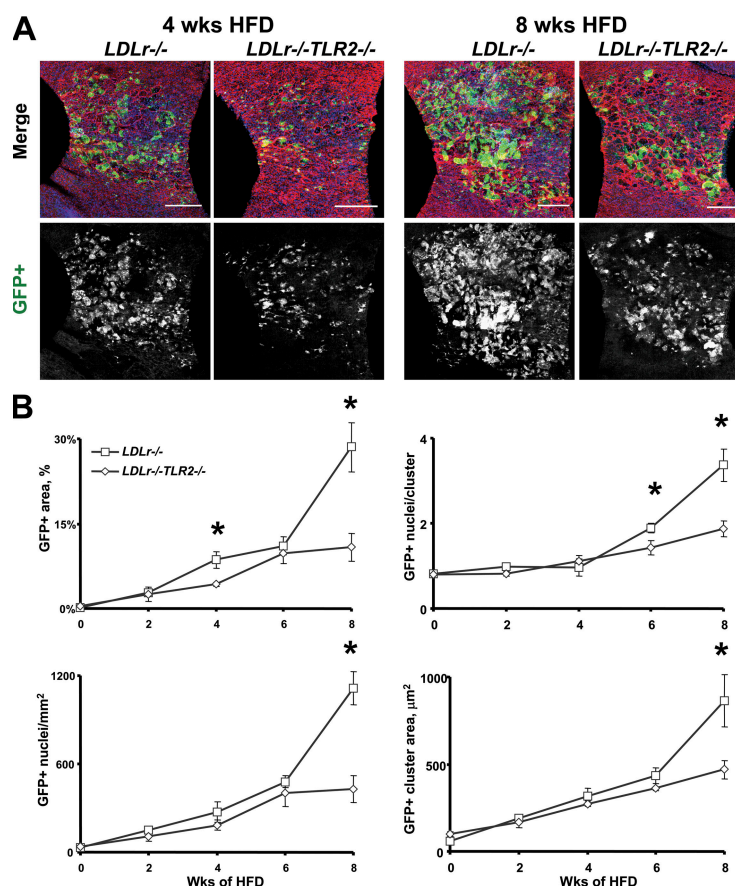 A
4 wks HFD
8 wks HFD
LDLr-/-
LDLr-/-TLR2-/-
LDLr-/-
LDLr-/-TLR2-/-
Merge
GFP+
B
*
30%
15%
0%
GFP+ area, %
LDLr-/-
LDLr-/-TLR2-/-
*
0 2 4 6 8
*
4
2
0
GFP+ nuclei/cluster
*
0 2 4 6 8
*
1200
600
0
GFP+ nuclei/mm²
0 2 4 6 8
Wks of HFD
*
1000
500
0
GFP+ cluster area, µm²
0 2 4 6 8
Wks of HFD